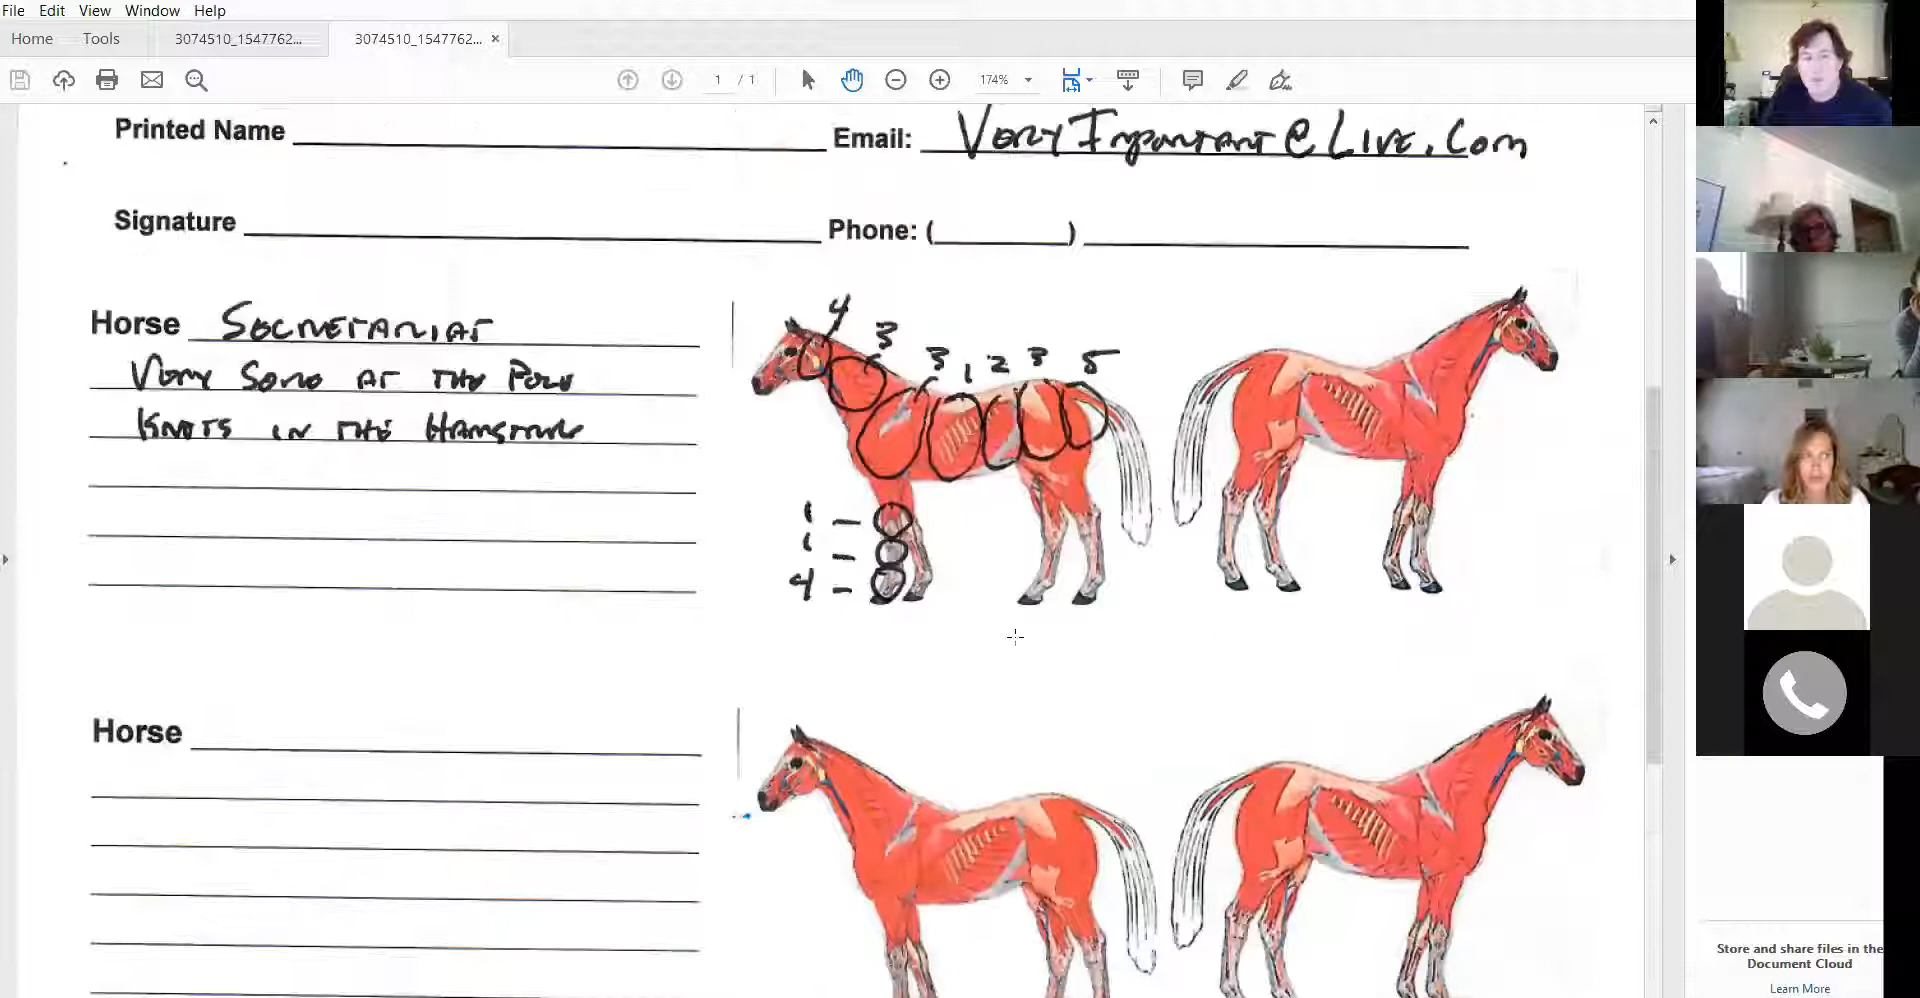 File Edit View Window Help
Home Tools 3074510_1547762... 3074510_1547762... ×
1 / 1 174%
Printed Name Email: VeryImportant@Live.com
Signature Phone: ( )
Horse Secretariat
Very Sore at the Pole
Knots in the Hamstring
4
3
3 1 2 3 5
1 -
1 -
4 -
Horse
Store and share files in the
Document Cloud
Learn More